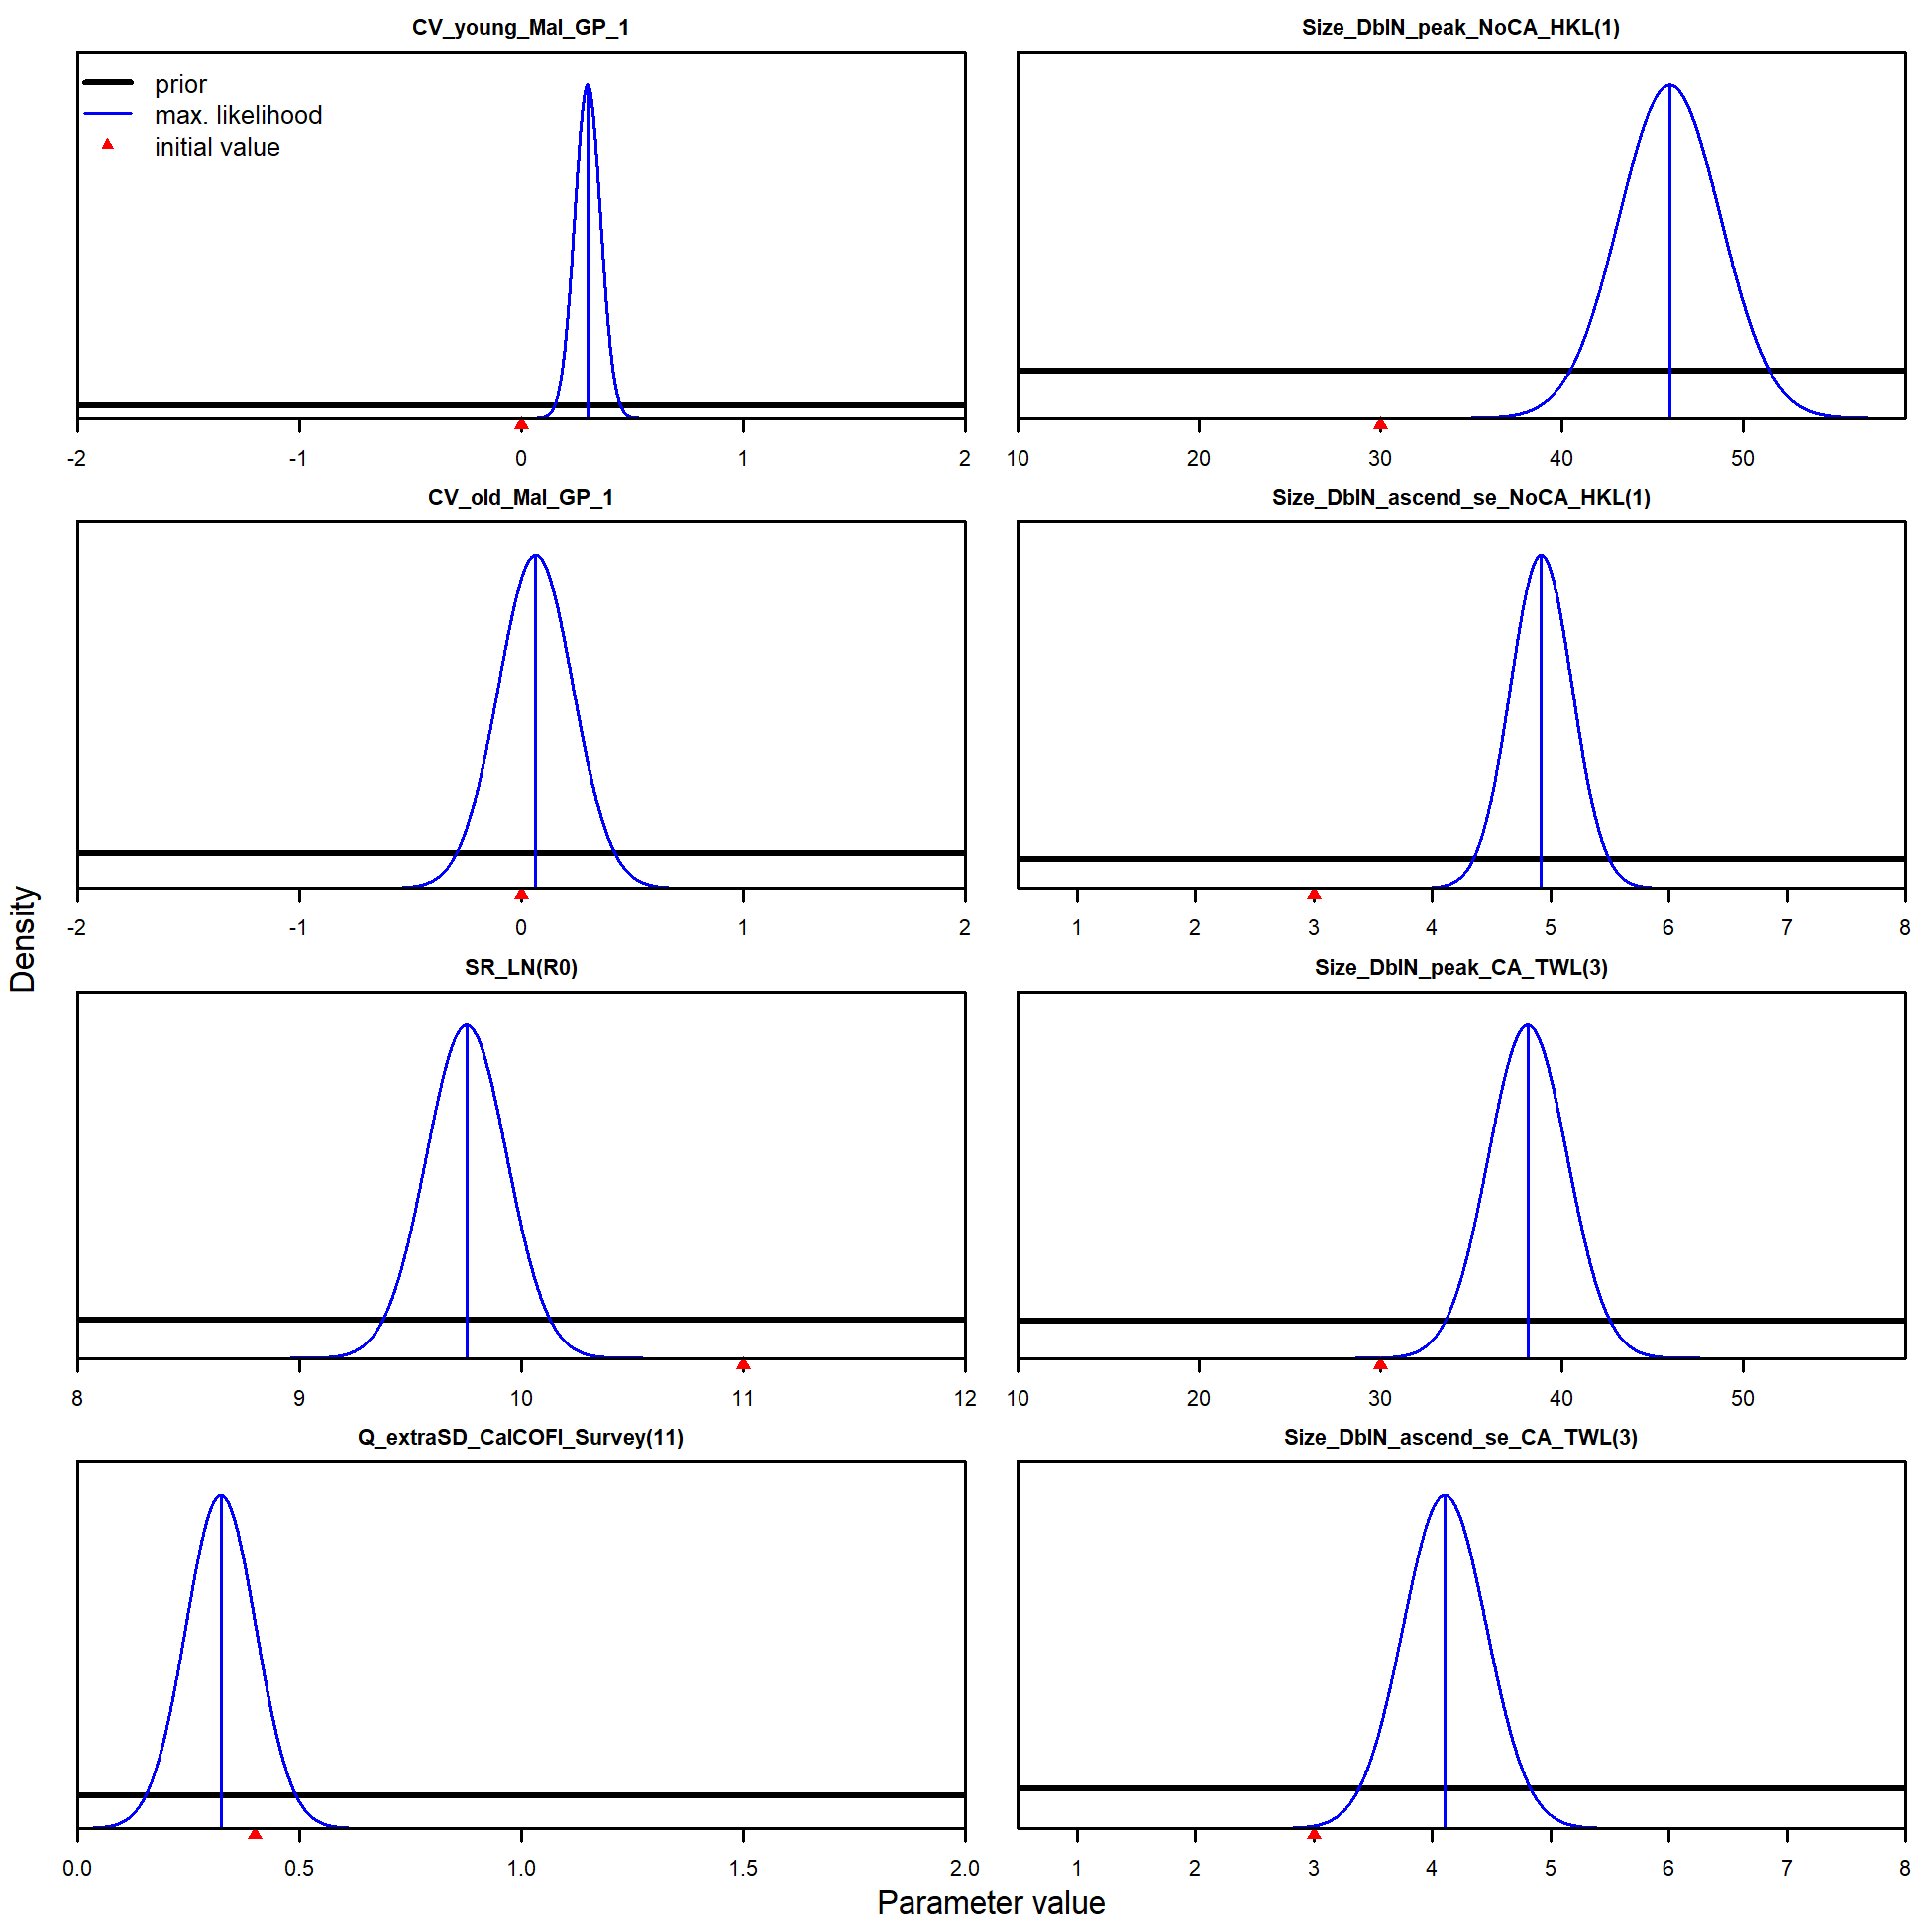 CV_young_Mal_GP_1
prior
max. likelihood
initial value
-2 -1 0 1 2
Size_DblN_peak_NoCA_HKL(1)
10 20 30 40 50
CV_old_Mal_GP_1
-2 -1 0 1 2
Size_DblN_ascend_se_NoCA_HKL(1)
1 2 3 4 5 6 7 8
SR_LN(R0)
8 9 10 11 12
Size_DblN_peak_CA_TWL(3)
10 20 30 40 50
Q_extraSD_CalCOFI_Survey(11)
0.0 0.5 1.0 1.5 2.0
Size_DblN_ascend_se_CA_TWL(3)
1 2 3 4 5 6 7 8
Density
Parameter value